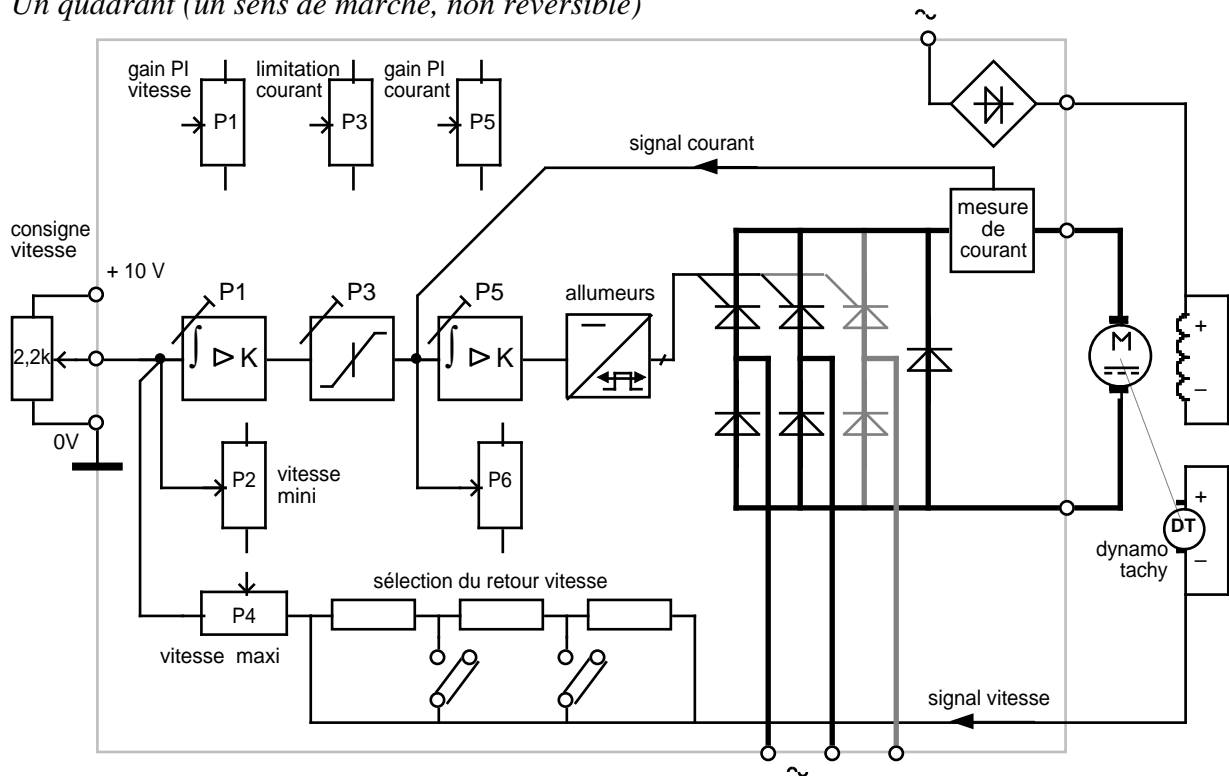 Un quadrant (un sens de marche, non réversible)
~
gain PI
vitesse
limitation
courant
gain PI
courant
P1
P3
P5
signal courant
mesure
de
courant
consigne
vitesse
+ 10 V
P1
P3
P5
allumeurs
2,2k
∫ ▷ K
∫ ▷ K
M
+
–
0V
P2
vitesse
mini
P6
+
DT
–
dynamo
tachy
sélection du retour vitesse
P4
vitesse maxi
signal vitesse
~